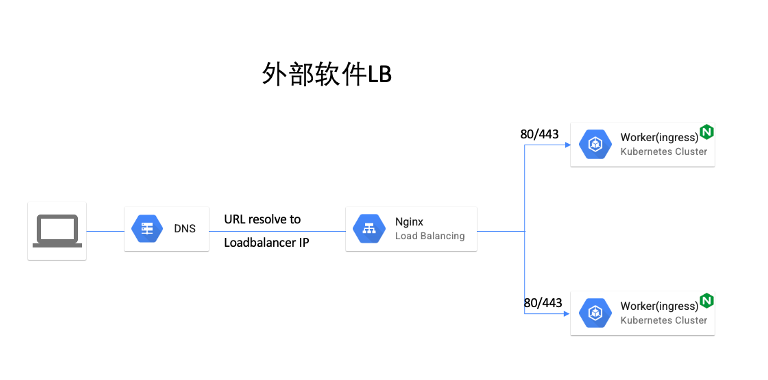 外部软件LB
80/443
Worker(ingress)
Kubernetes Cluster
DNS
URL resolve to
Loadbalancer IP
Nginx
Load Balancing
80/443
Worker(ingress)
Kubernetes Cluster